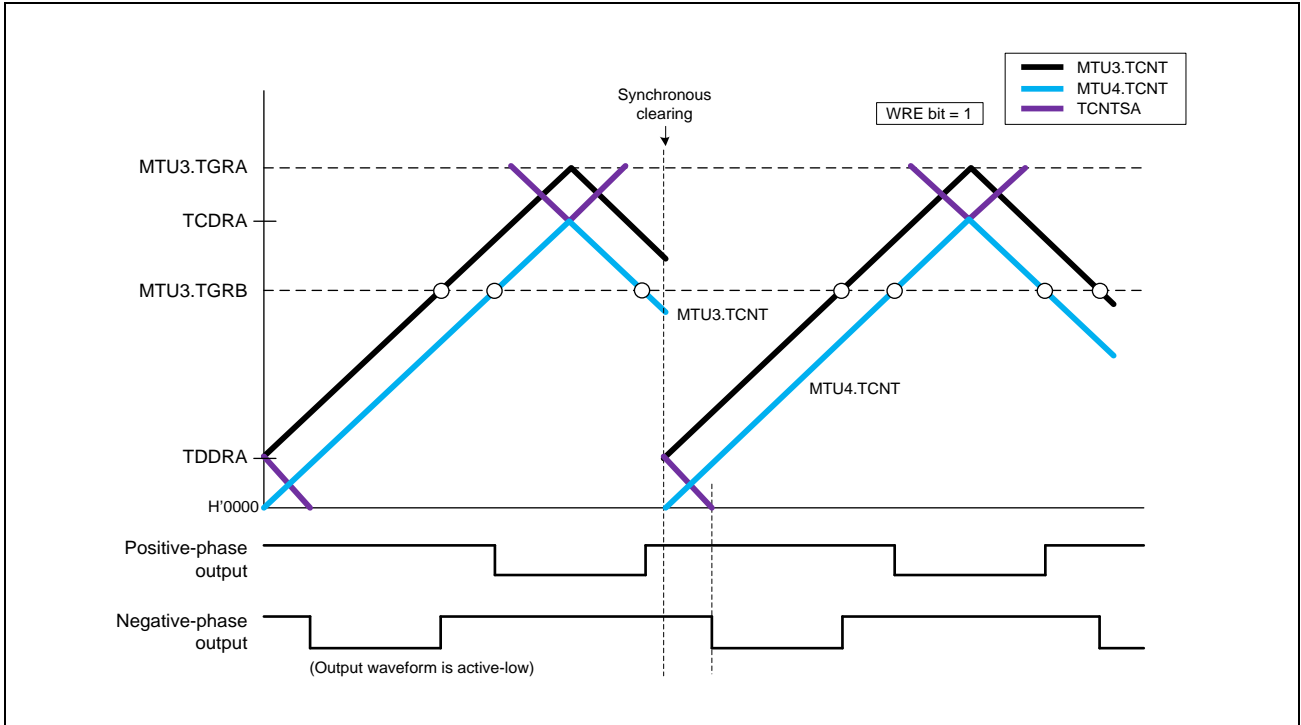 MTU3.TCNT
MTU4.TCNT
TCNTSA
Synchronous
clearing
WRE bit = 1
MTU3.TGRA
TCDRA
MTU3.TGRB
MTU3.TCNT
MTU4.TCNT
TDDRA
H'0000
Positive-phase
output
Negative-phase
output
(Output waveform is active-low)